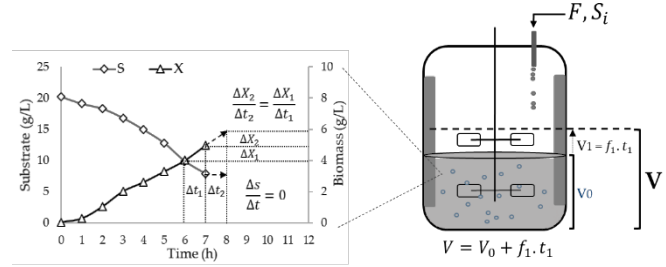 F, Sᵢ
S X
25
20
15
10
5
0
Substrate (g/L)
10
8
6
4
2
0
Biomass (g/L)
ΔX₂/Δt₂ = ΔX₁/Δt₁
ΔX₂
ΔX₁
Δt₁ Δt₂
Δs/Δt = 0
0 1 2 3 4 5 6 7 8 9 10 11 12
Time (h)
V1 = f₁. t₁
V0
V
V = V₀ + f₁. t₁